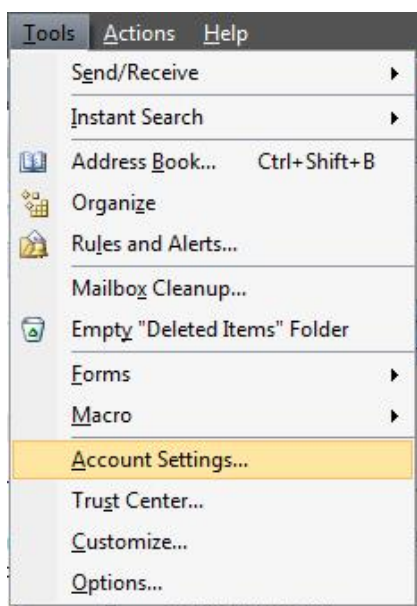 Tools Actions Help
Send/Receive
Instant Search
Address Book... Ctrl+Shift+B
Organize
Rules and Alerts...
Mailbox Cleanup...
Empty "Deleted Items" Folder
Forms
Macro
Account Settings...
Trust Center...
Customize...
Options...